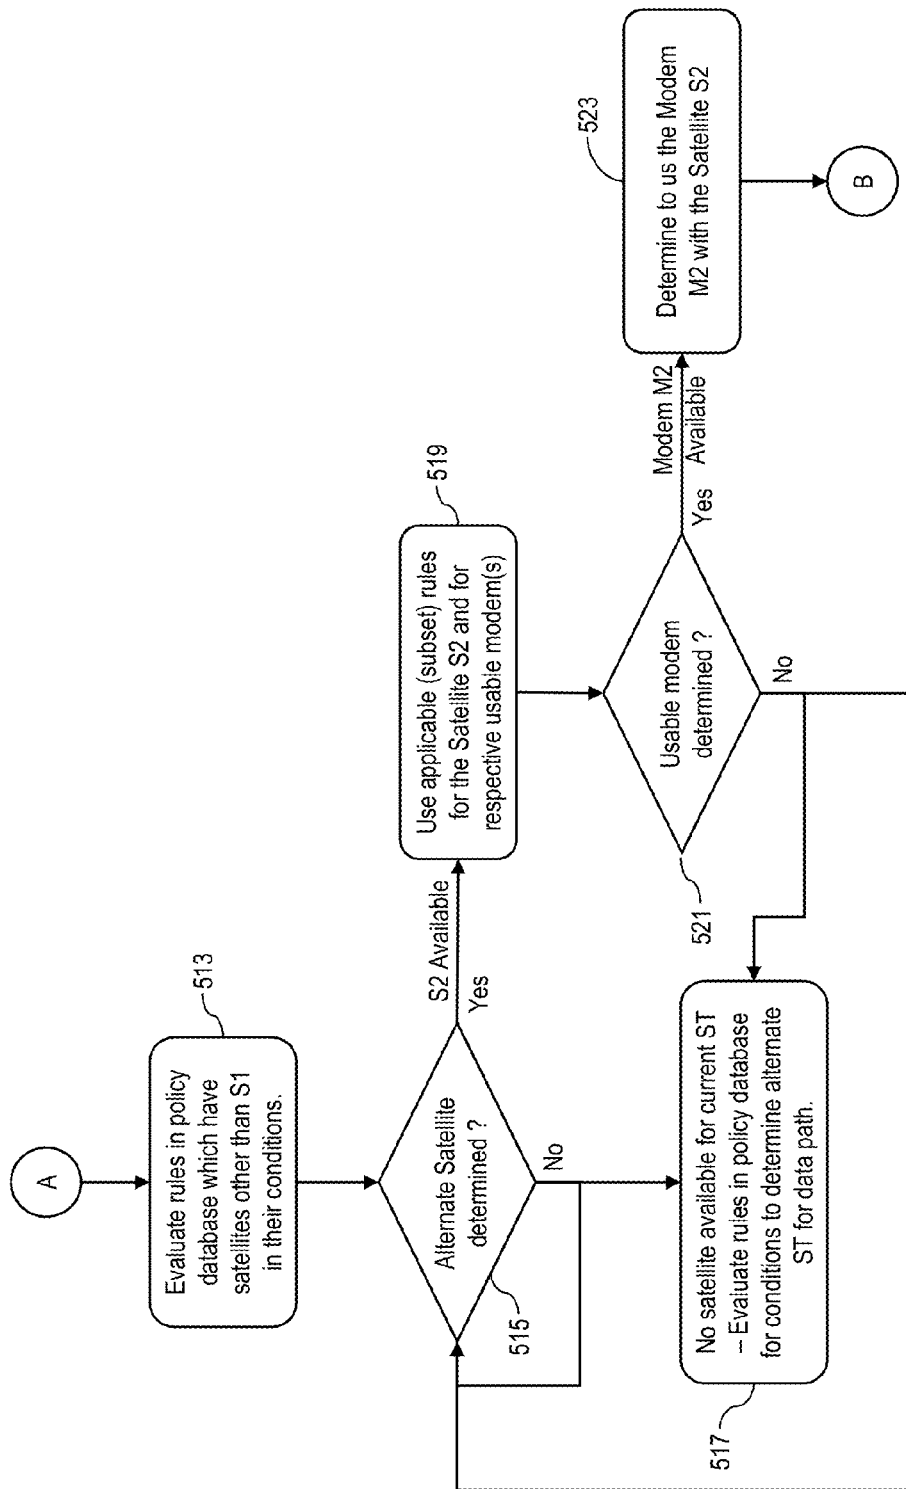 A
513
Evaluate rules in policy
database which have
satellites other than S1
in their conditions.
Alternate Satellite
determined ?
515
S2 Available
Yes
No
519
Use applicable (subset) rules
for the Satellite S2 and for
respective usable modem(s)
517
No satellite available for current ST
– Evaluate rules in policy database
for conditions to determine alternate
ST for data path.
521
Usable modem
determined ?
No
Modem M2
Available
Yes
523
Determine to us the Modem
M2 with the Satellite S2
B